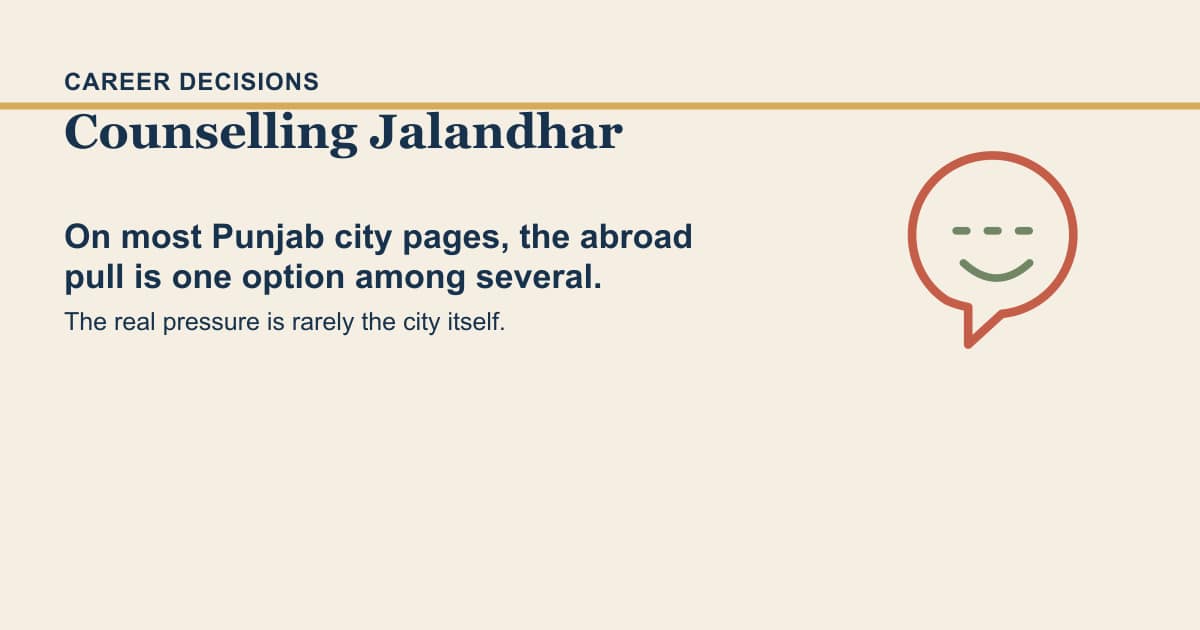 CAREER DECISIONS
Counselling Jalandhar
On most Punjab city pages, the abroad
pull is one option among several.
The real pressure is rarely the city itself.